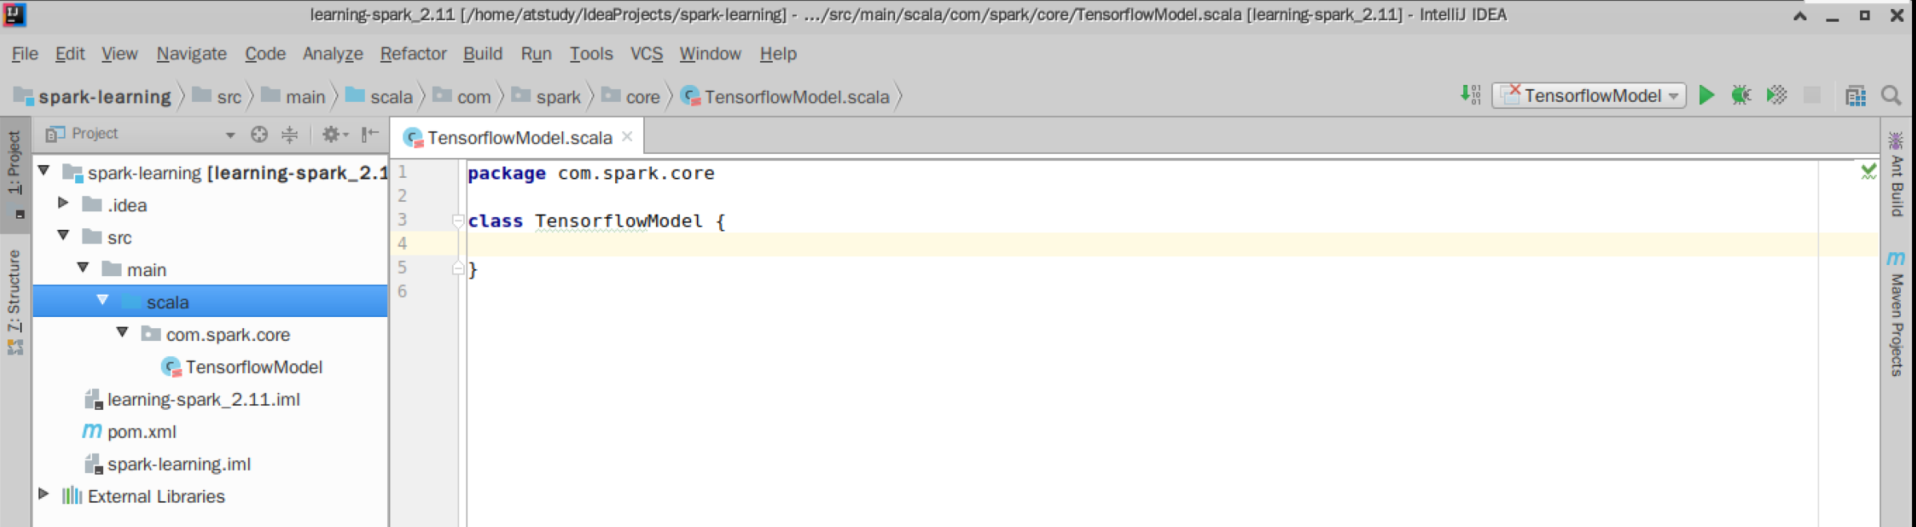 learning-spark_2.11 [/home/atstudy/IdeaProjects/spark-learning] - .../src/main/scala/com/spark/core/TensorflowModel.scala [learning-spark_2.11] - IntelliJ IDEA
File Edit View Navigate Code Analyze Refactor Build Run Tools VCS Window Help
spark-learning src main scala com spark core TensorflowModel.scala TensorflowModel
1: Project
7: Structure
Project
spark-learning [learning-spark_2.1
.idea
src
main
scala
com.spark.core
TensorflowModel
learning-spark_2.11.iml
pom.xml
spark-learning.iml
External Libraries
TensorflowModel.scala
1 package com.spark.core
2
3 class TensorflowModel {
4
5 }
6
Ant Build
Maven Projects